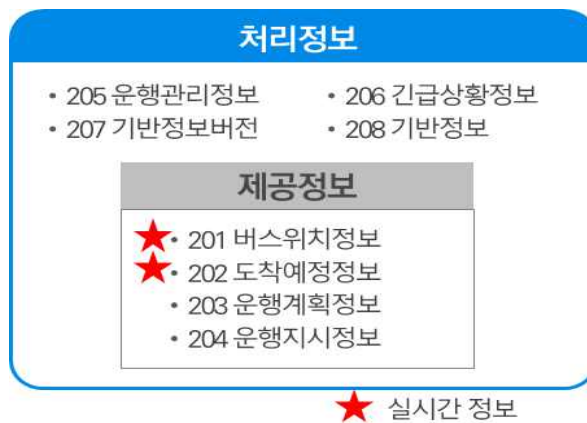 처리정보
• 205 운행관리정보 • 206 긴급상황정보
• 207 기반정보버전 • 208 기반정보
제공정보
• 201 버스위치정보
• 202 도착예정정보
• 203 운행계획정보
• 204 운행지시정보
실시간 정보